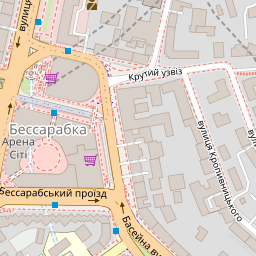 вулиця
Крутий узвіз
Бессарабка
Арена
Сіті
вулиця Кропивницького
Бессарабський проїзд
Басейна ву